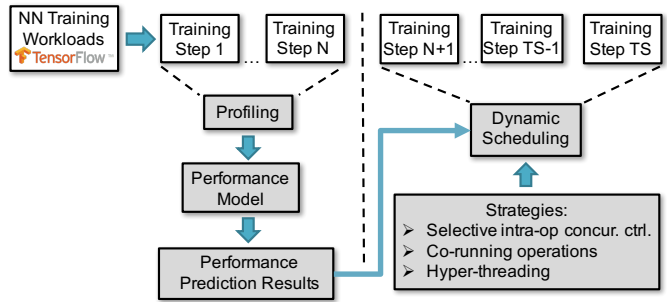 NN Training
Workloads
TensorFlow™
Training
Step 1
...
Training
Step N
Training
Step N+1
...
Training
Step TS-1
Training
Step TS
Profiling
Performance
Model
Performance
Prediction Results
Dynamic
Scheduling
Strategies:
➤ Selective intra-op concur. ctrl.
➤ Co-running operations
➤ Hyper-threading